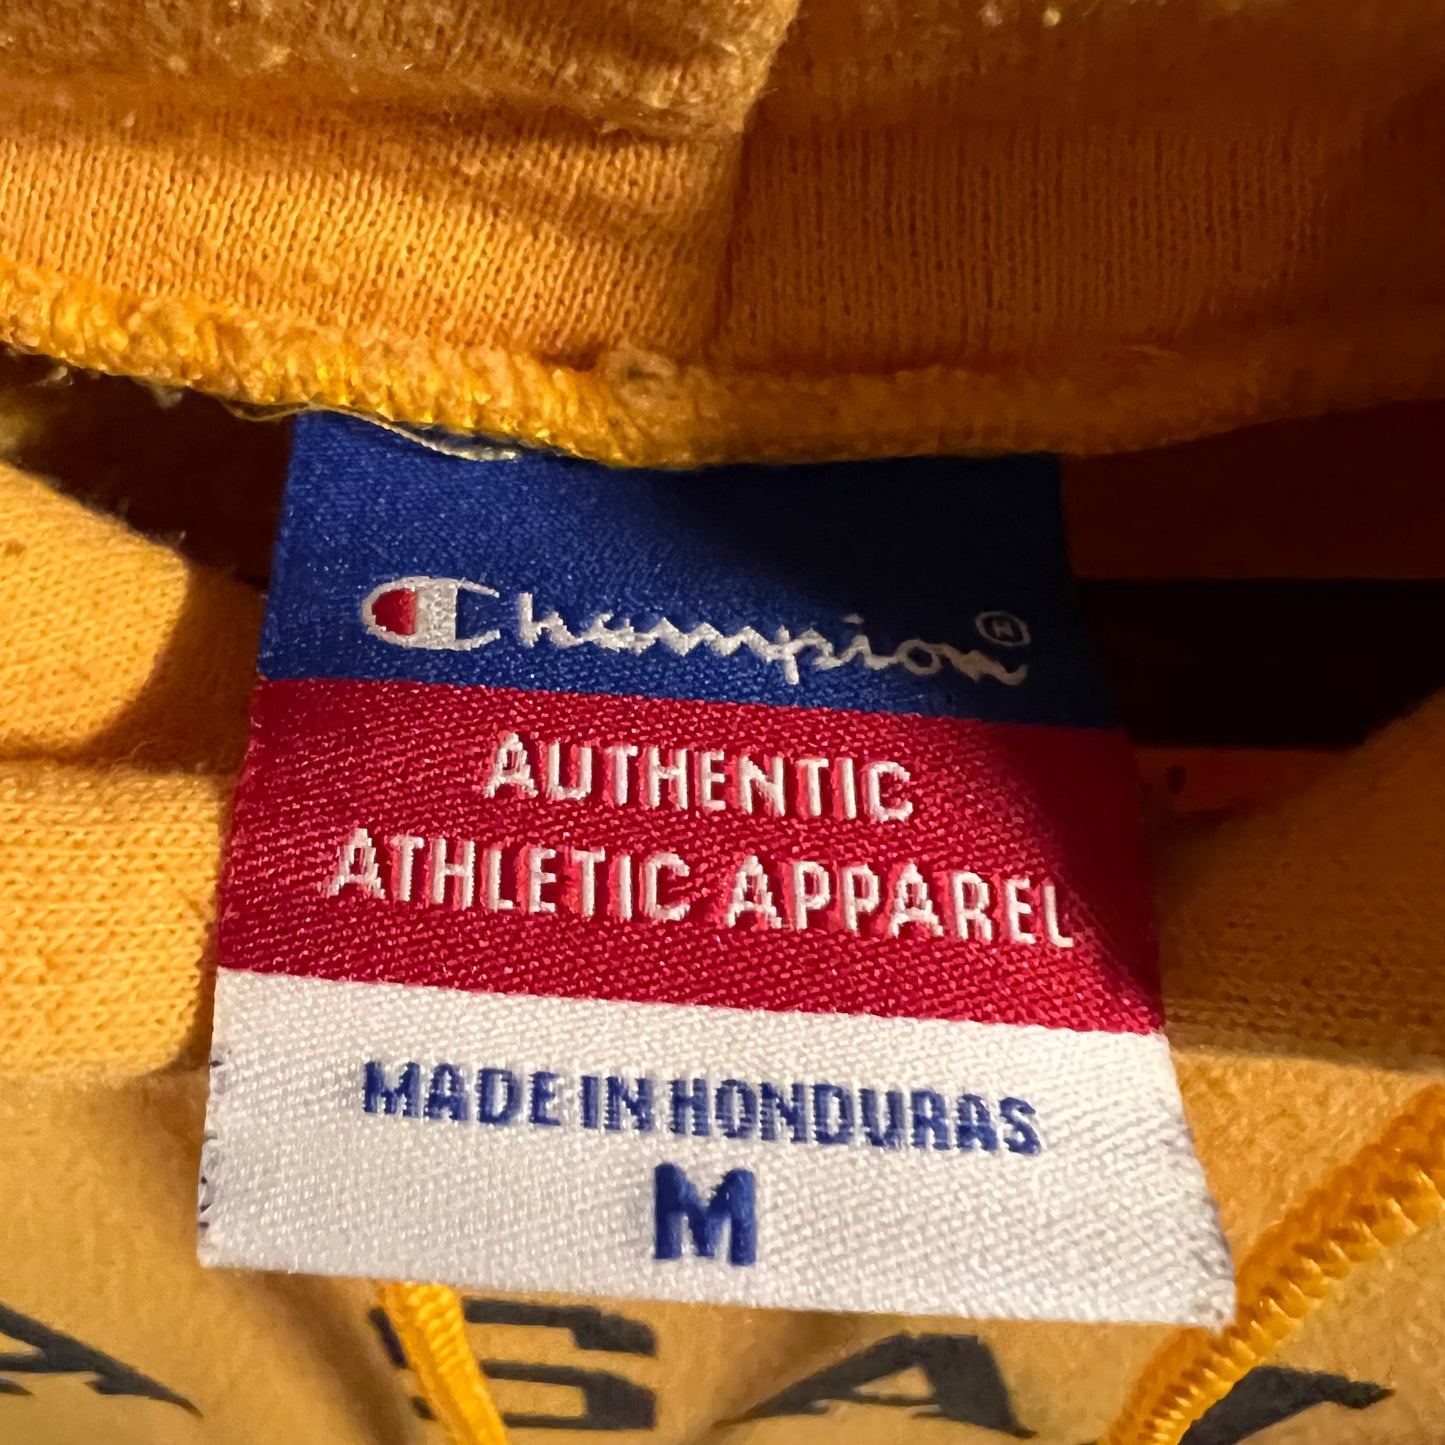 Champion®
AUTHENTIC
ATHLETIC APPAREL
MADE IN HONDURAS
M